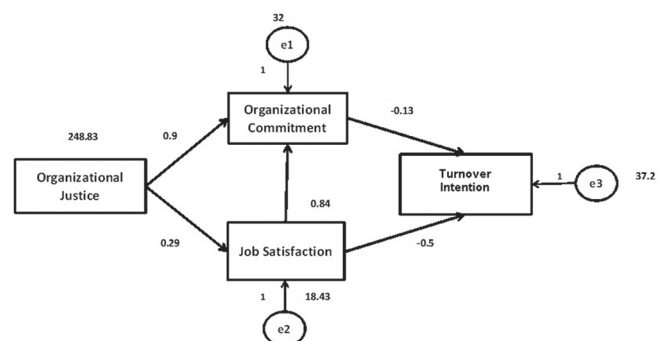 32
e1
1
Organizational
Commitment
-0.13
248.83
0.9
Organizational
Justice
Turnover
Intention
1
e3
37.2
0.84
0.29
Job Satisfaction
-0.5
1
18.43
e2